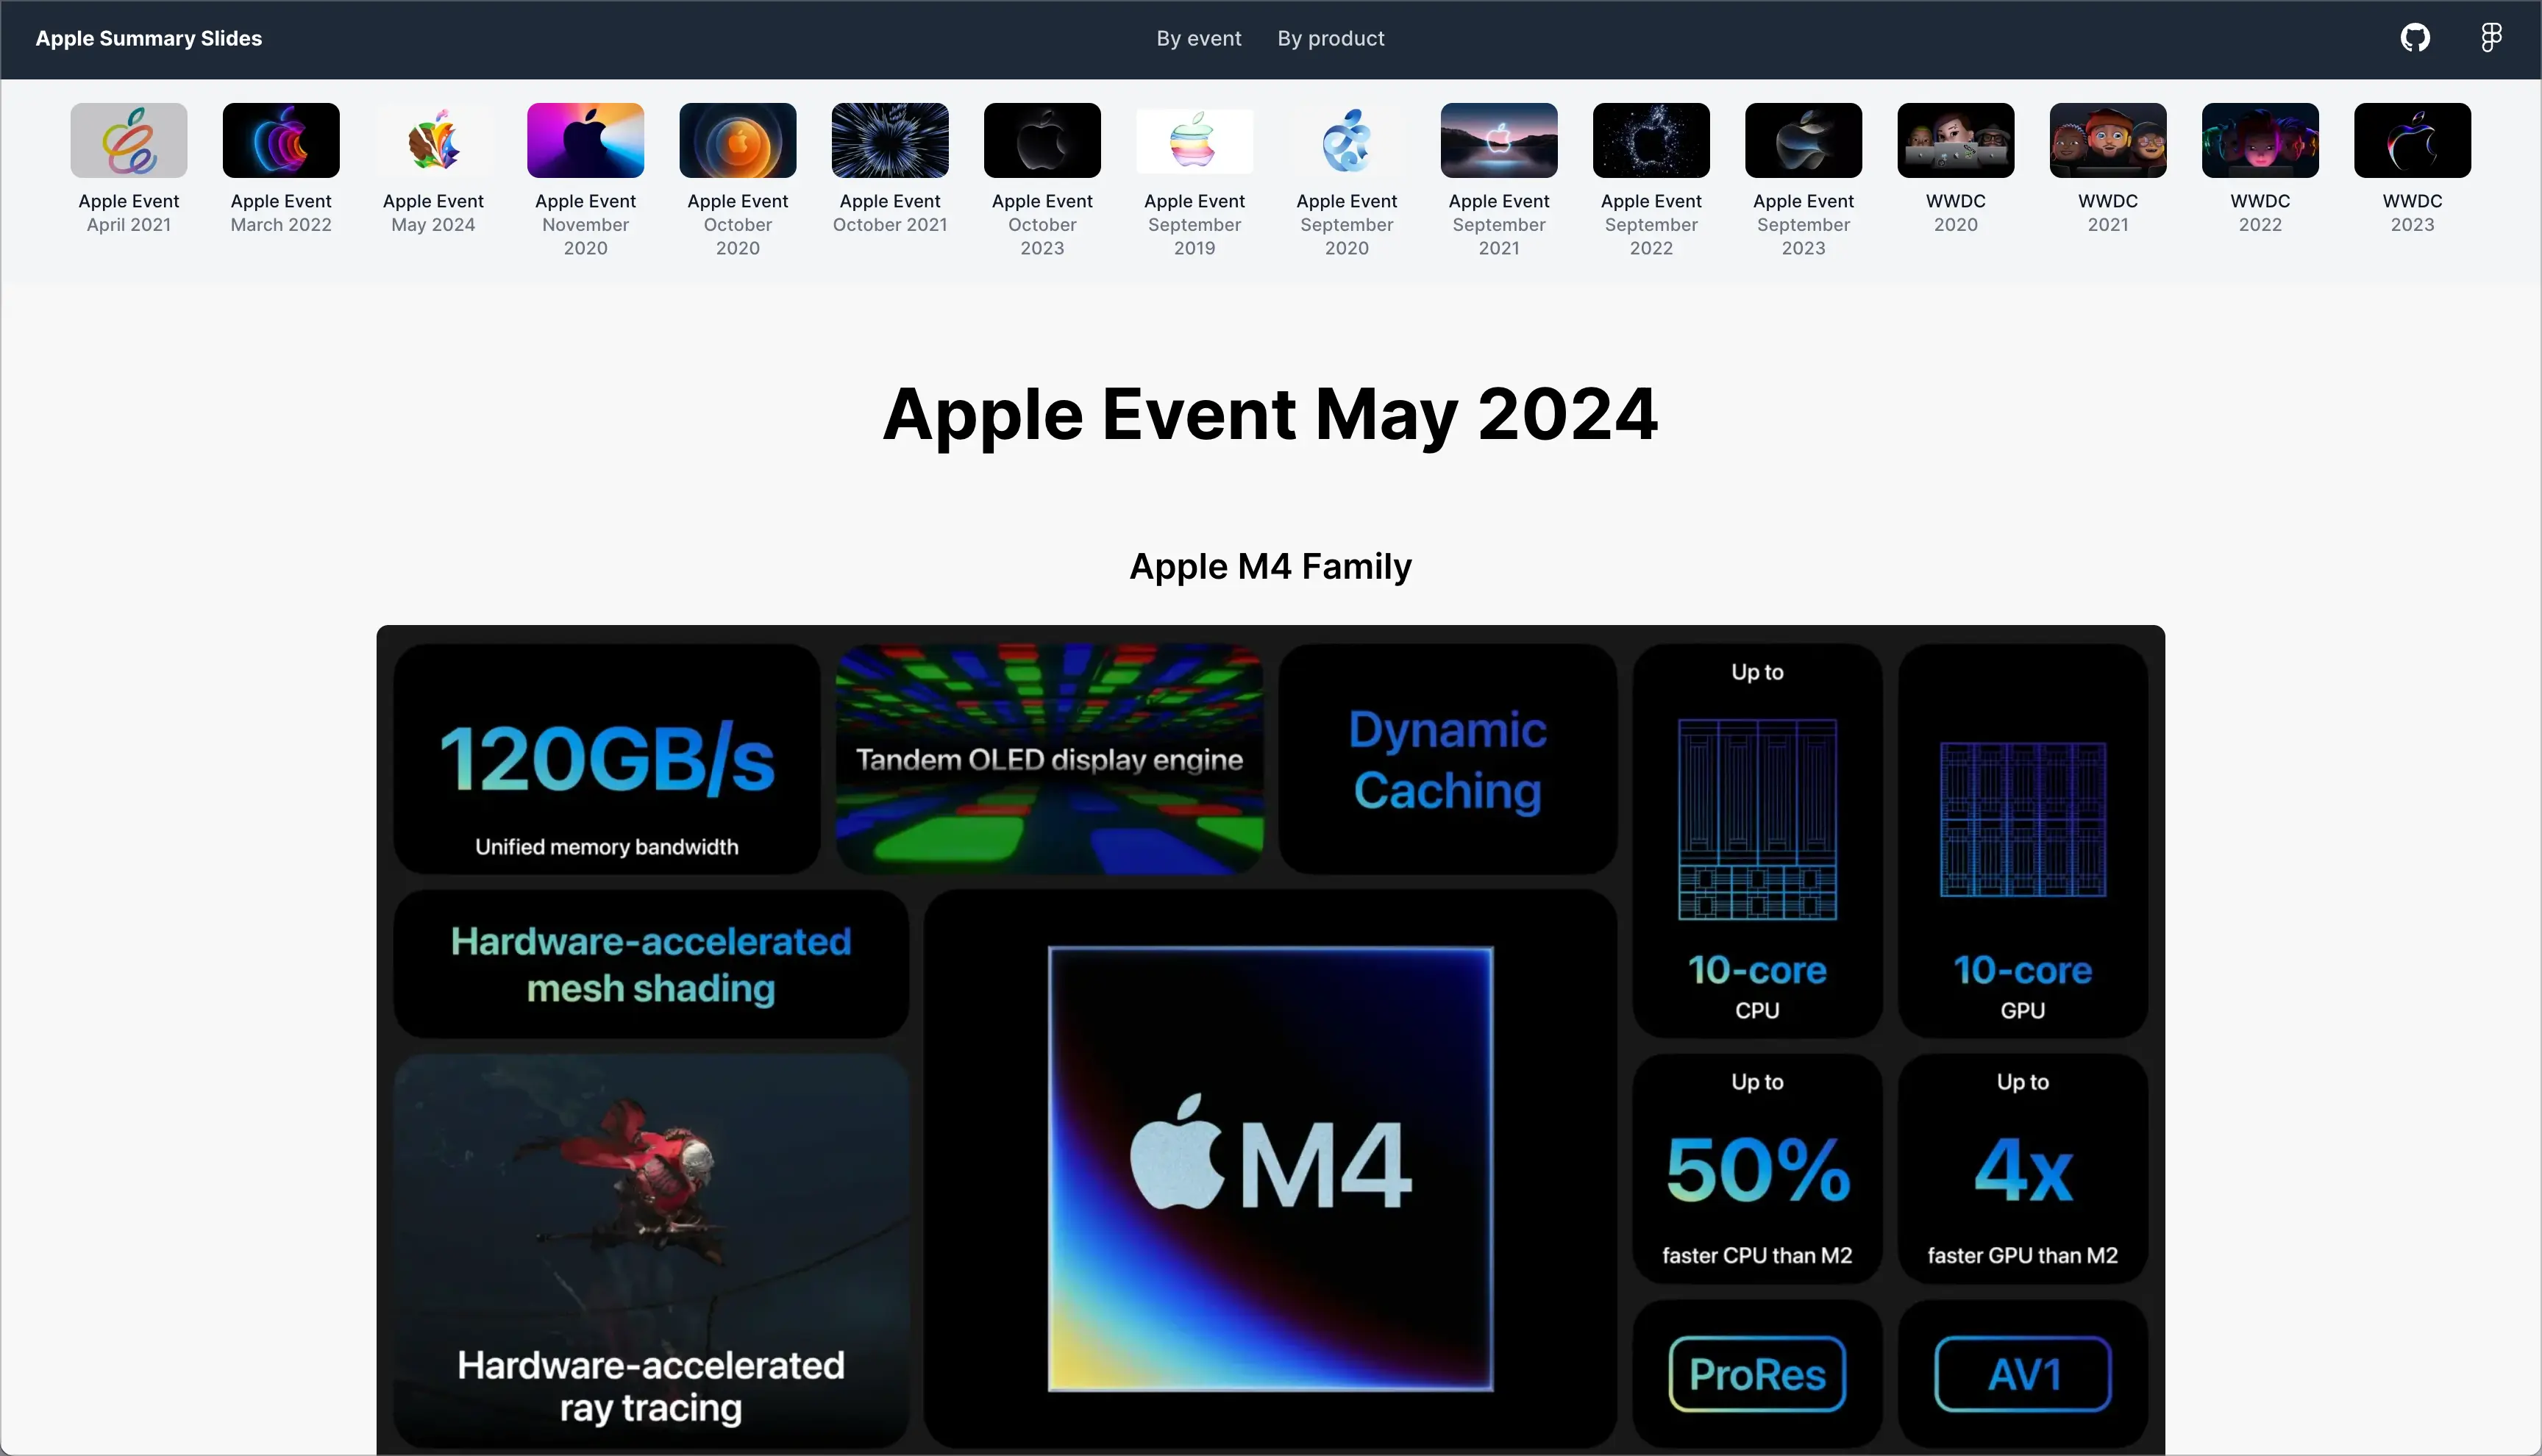 Apple Summary Slides
By event
By product
Apple Event
April 2021
Apple Event
March 2022
Apple Event
May 2024
Apple Event
November
2020
Apple Event
October
2020
Apple Event
October 2021
Apple Event
October
2023
Apple Event
September
2019
Apple Event
September
2020
Apple Event
September
2021
Apple Event
September
2022
Apple Event
September
2023
WWDC
2020
WWDC
2021
WWDC
2022
WWDC
2023
Apple Event May 2024
Apple M4 Family
120GB/s
Unified memory bandwidth
Tandem OLED display engine
Dynamic
Caching
Up to
10-core
CPU
10-core
GPU
Hardware-accelerated
mesh shading
M4
Up to
50%
faster CPU than M2
Up to
4x
faster GPU than M2
Hardware-accelerated
ray tracing
ProRes
AV1